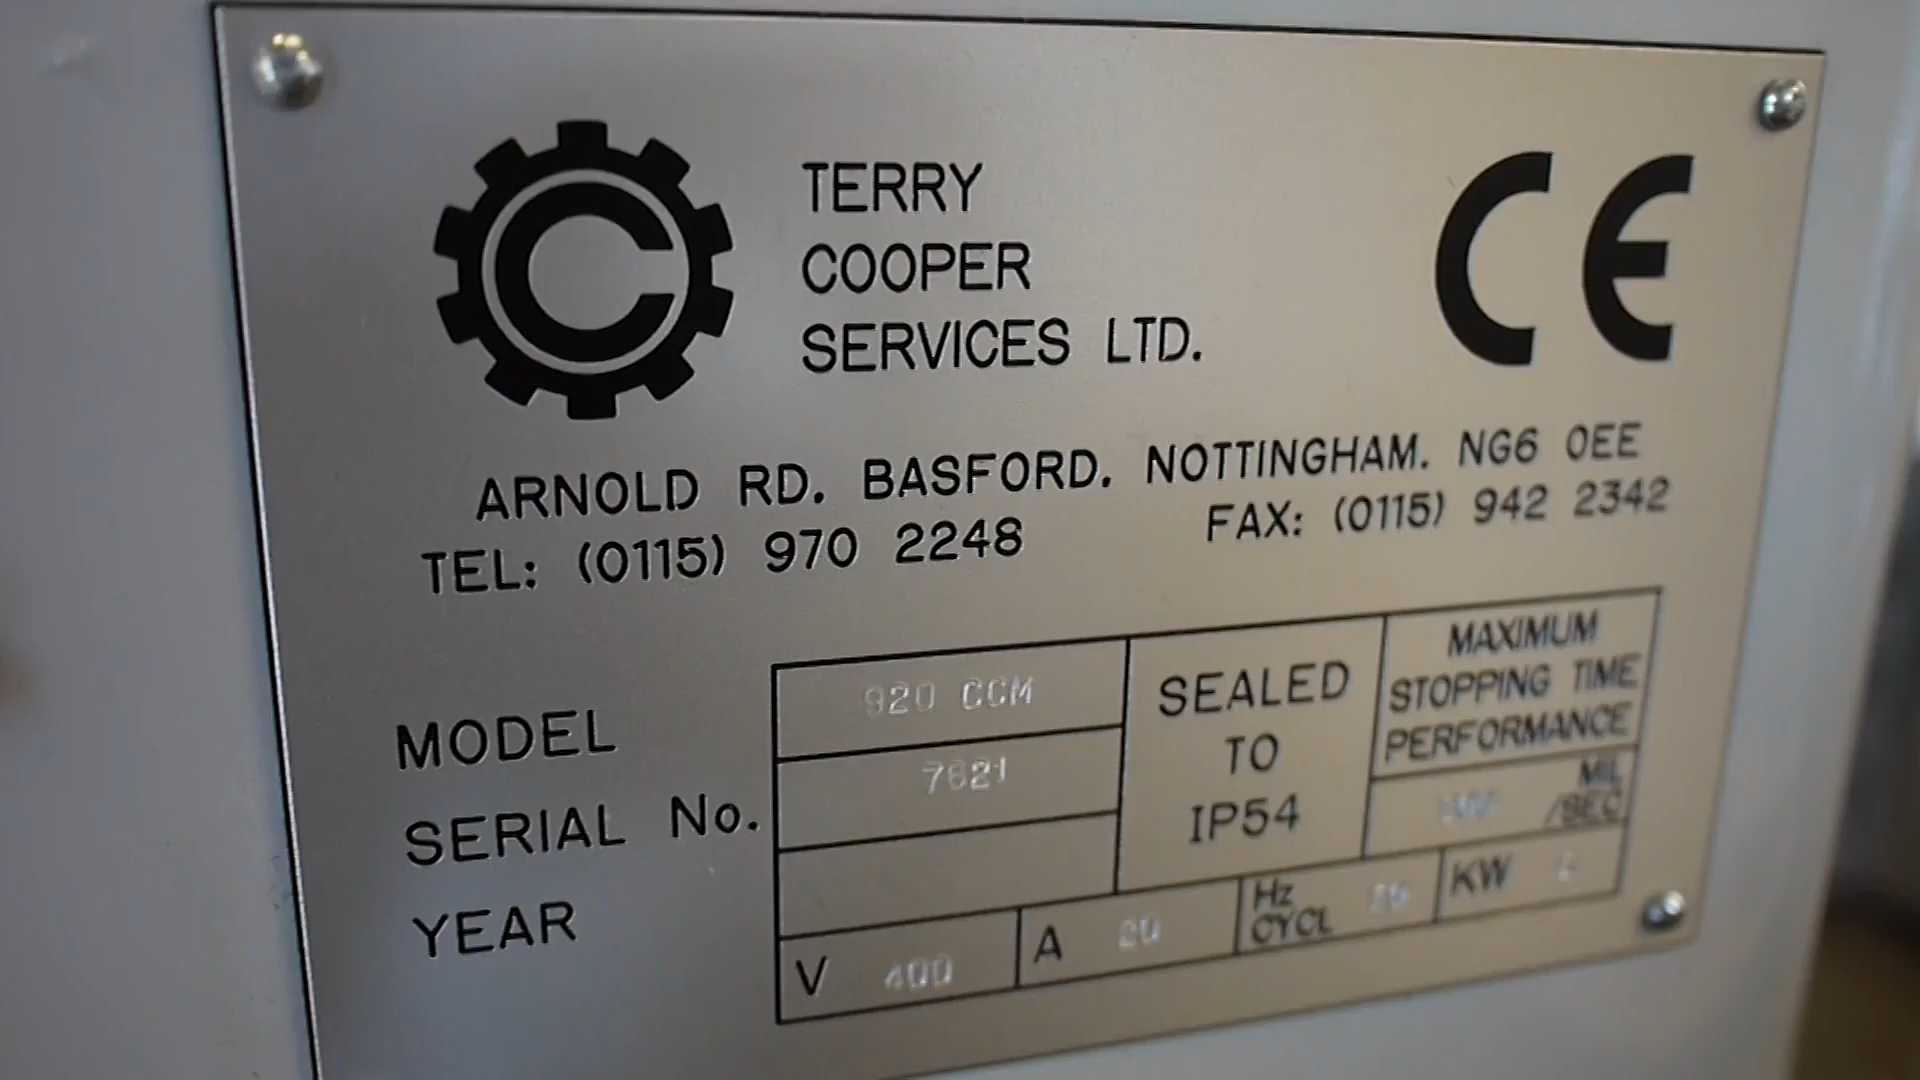 TERRY
COOPER
SERVICES LTD.
CE
ARNOLD RD. BASFORD. NOTTINGHAM. NG6 0EE
TEL: (0115) 970 2248 FAX: (0115) 942 2342
MODEL 920 CCM
SERIAL No. 7621
YEAR
SEALED
TO
IP54
MAXIMUM
STOPPING TIME
PERFORMANCE
MIL
/SEC
V 400 A 20 Hz
CYCL KW